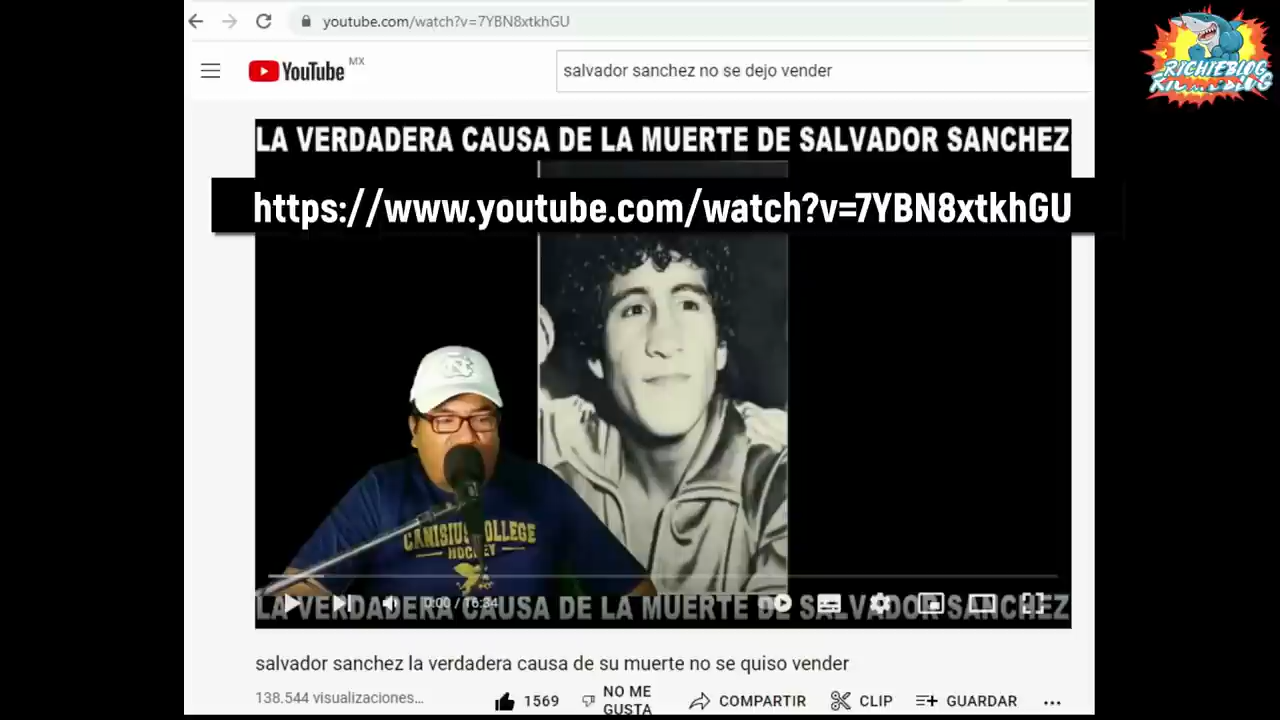 youtube.com/watch?v=7YBN8xtkhGU
RICHIEBLOG
YouTube MX
salvador sanchez no se dejo vender
LA VERDADERA CAUSA DE LA MUERTE DE SALVADOR SANCHEZ
https://www.youtube.com/watch?v=7YBN8xtkhGU
CANISIUS COLLEGE
HOCKEY
0:00 / 16:34
LA VERDADERA CAUSA DE LA MUERTE DE SALVADOR SANCHEZ
salvador sanchez la verdadera causa de su muerte no se quiso vender
138.544 visualizaciones...
1569
NO ME
GUSTA
COMPARTIR
CLIP
GUARDAR